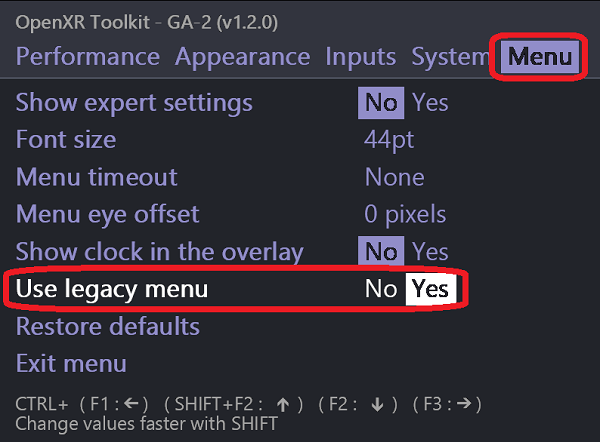 OpenXR Toolkit - GA-2 (v1.2.0)
Performance Appearance Inputs System Menu
Show expert settings No Yes
Font size 44pt
Menu timeout None
Menu eye offset 0 pixels
Show clock in the overlay No Yes
Use legacy menu No Yes
Restore defaults
Exit menu
CTRL+ ( F1 : ← ) ( SHIFT+F2 : ↑ ) ( F2 : ↓ ) ( F3 : → )
Change values faster with SHIFT